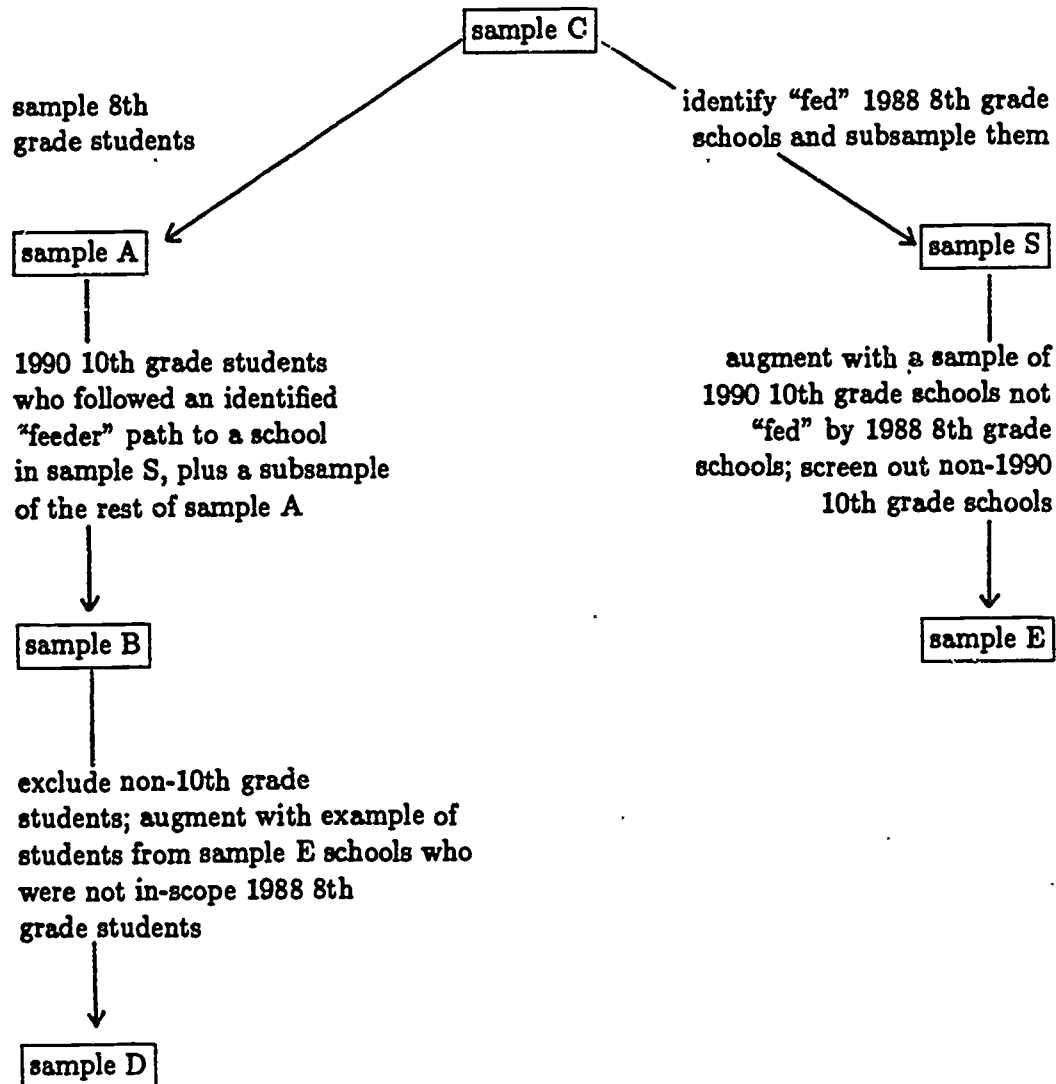 sample C
sample 8th
grade students
identify “fed” 1988 8th grade
schools and subsample them
sample A
sample S
1990 10th grade students
who followed an identified
“feeder” path to a school
in sample S, plus a subsample
of the rest of sample A
augment with a sample of
1990 10th grade schools not
“fed” by 1988 8th grade
schools; screen out non-1990
10th grade schools
sample B
sample E
exclude non-10th grade
students; augment with example of
students from sample E schools who
were not in-scope 1988 8th
grade students
sample D